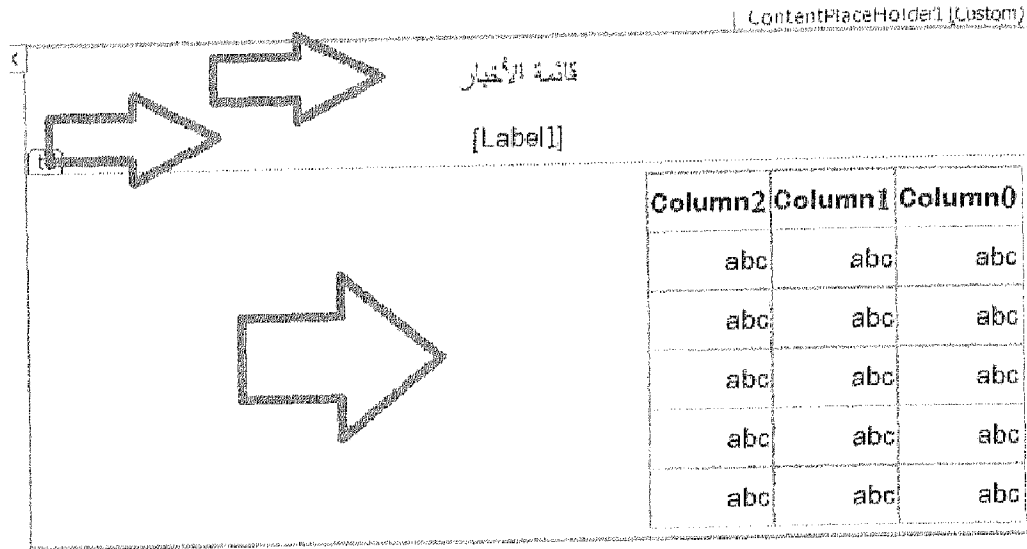 ContentPlaceHolder1 (Custom)
قائمة الأخبار
[Label1]
Column2 Column1 Column0
abc abc abc
abc abc abc
abc abc abc
abc abc abc
abc abc abc